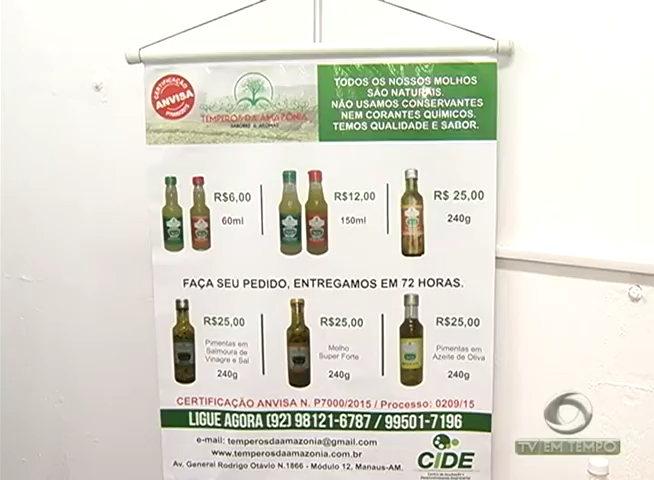 CERTIFICAÇÃO
ANVISA
P7000/2015
TEMPEROS DA AMAZÔNIA
SABORES & AROMAS
TODOS OS NOSSOS MOLHOS
SÃO NATURAIS.
NÃO USAMOS CONSERVANTES
NEM CORANTES QUÍMICOS.
TEMOS QUALIDADE E SABOR.
R$6,00
60ml
R$12,00
150ml
R$ 25,00
240g
FAÇA SEU PEDIDO, ENTREGAMOS EM 72 HORAS.
R$25,00
Pimentas em
Salmoura de
Vinagre e Sal
240g
R$25,00
Molho
Super Forte
240g
R$25,00
Pimentas em
Azeite de Oliva
240g
CERTIFICAÇÃO ANVISA N. P7000/2015 / Processo: 0209/15
LIGUE AGORA (92) 98121-6787 / 99501-7196
e-mail: temperosdaamazonia@gmail.com
www.temperosdaamazonia.com.br
Av. General Rodrigo Otávio N.1866 - Módulo 12, Manaus-AM.
CIDE
TV EM TEMPO